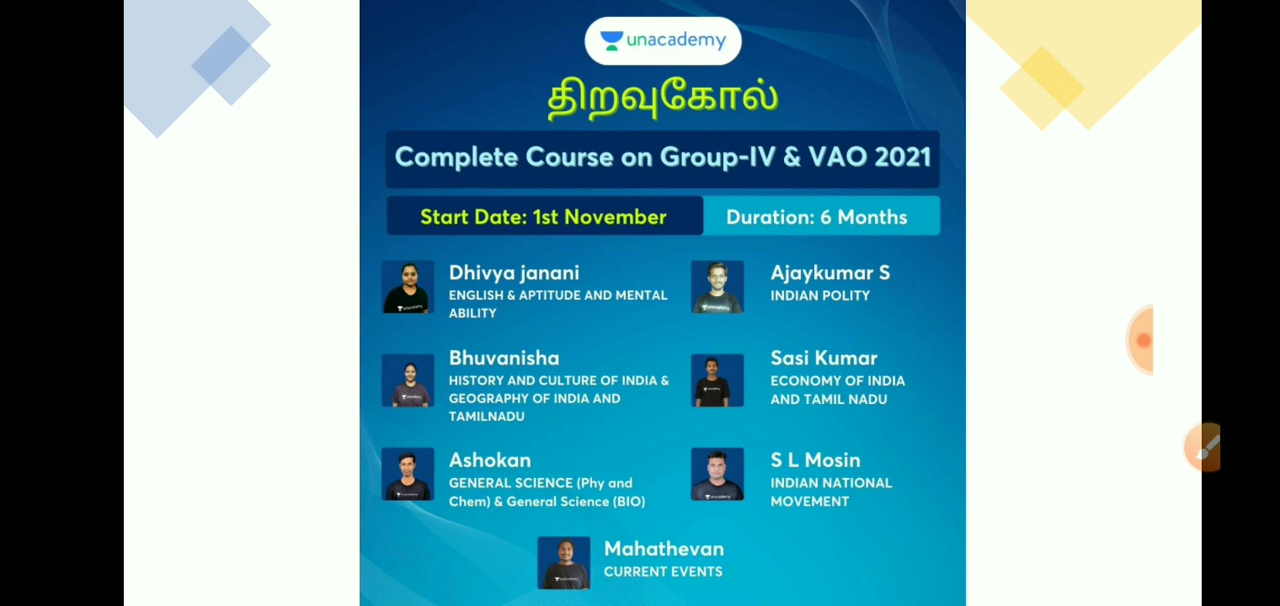 unacademy
திறவுகோல்
Complete Course on Group-IV & VAO 2021
Start Date: 1st November
Duration: 6 Months
Dhivya janani
ENGLISH & APTITUDE AND MENTAL
ABILITY
Ajaykumar S
INDIAN POLITY
Bhuvanisha
HISTORY AND CULTURE OF INDIA &
GEOGRAPHY OF INDIA AND
TAMILNADU
Sasi Kumar
ECONOMY OF INDIA
AND TAMIL NADU
Ashokan
GENERAL SCIENCE (Phy and
Chem) & General Science (BIO)
S L Mosin
INDIAN NATIONAL
MOVEMENT
Mahathevan
CURRENT EVENTS